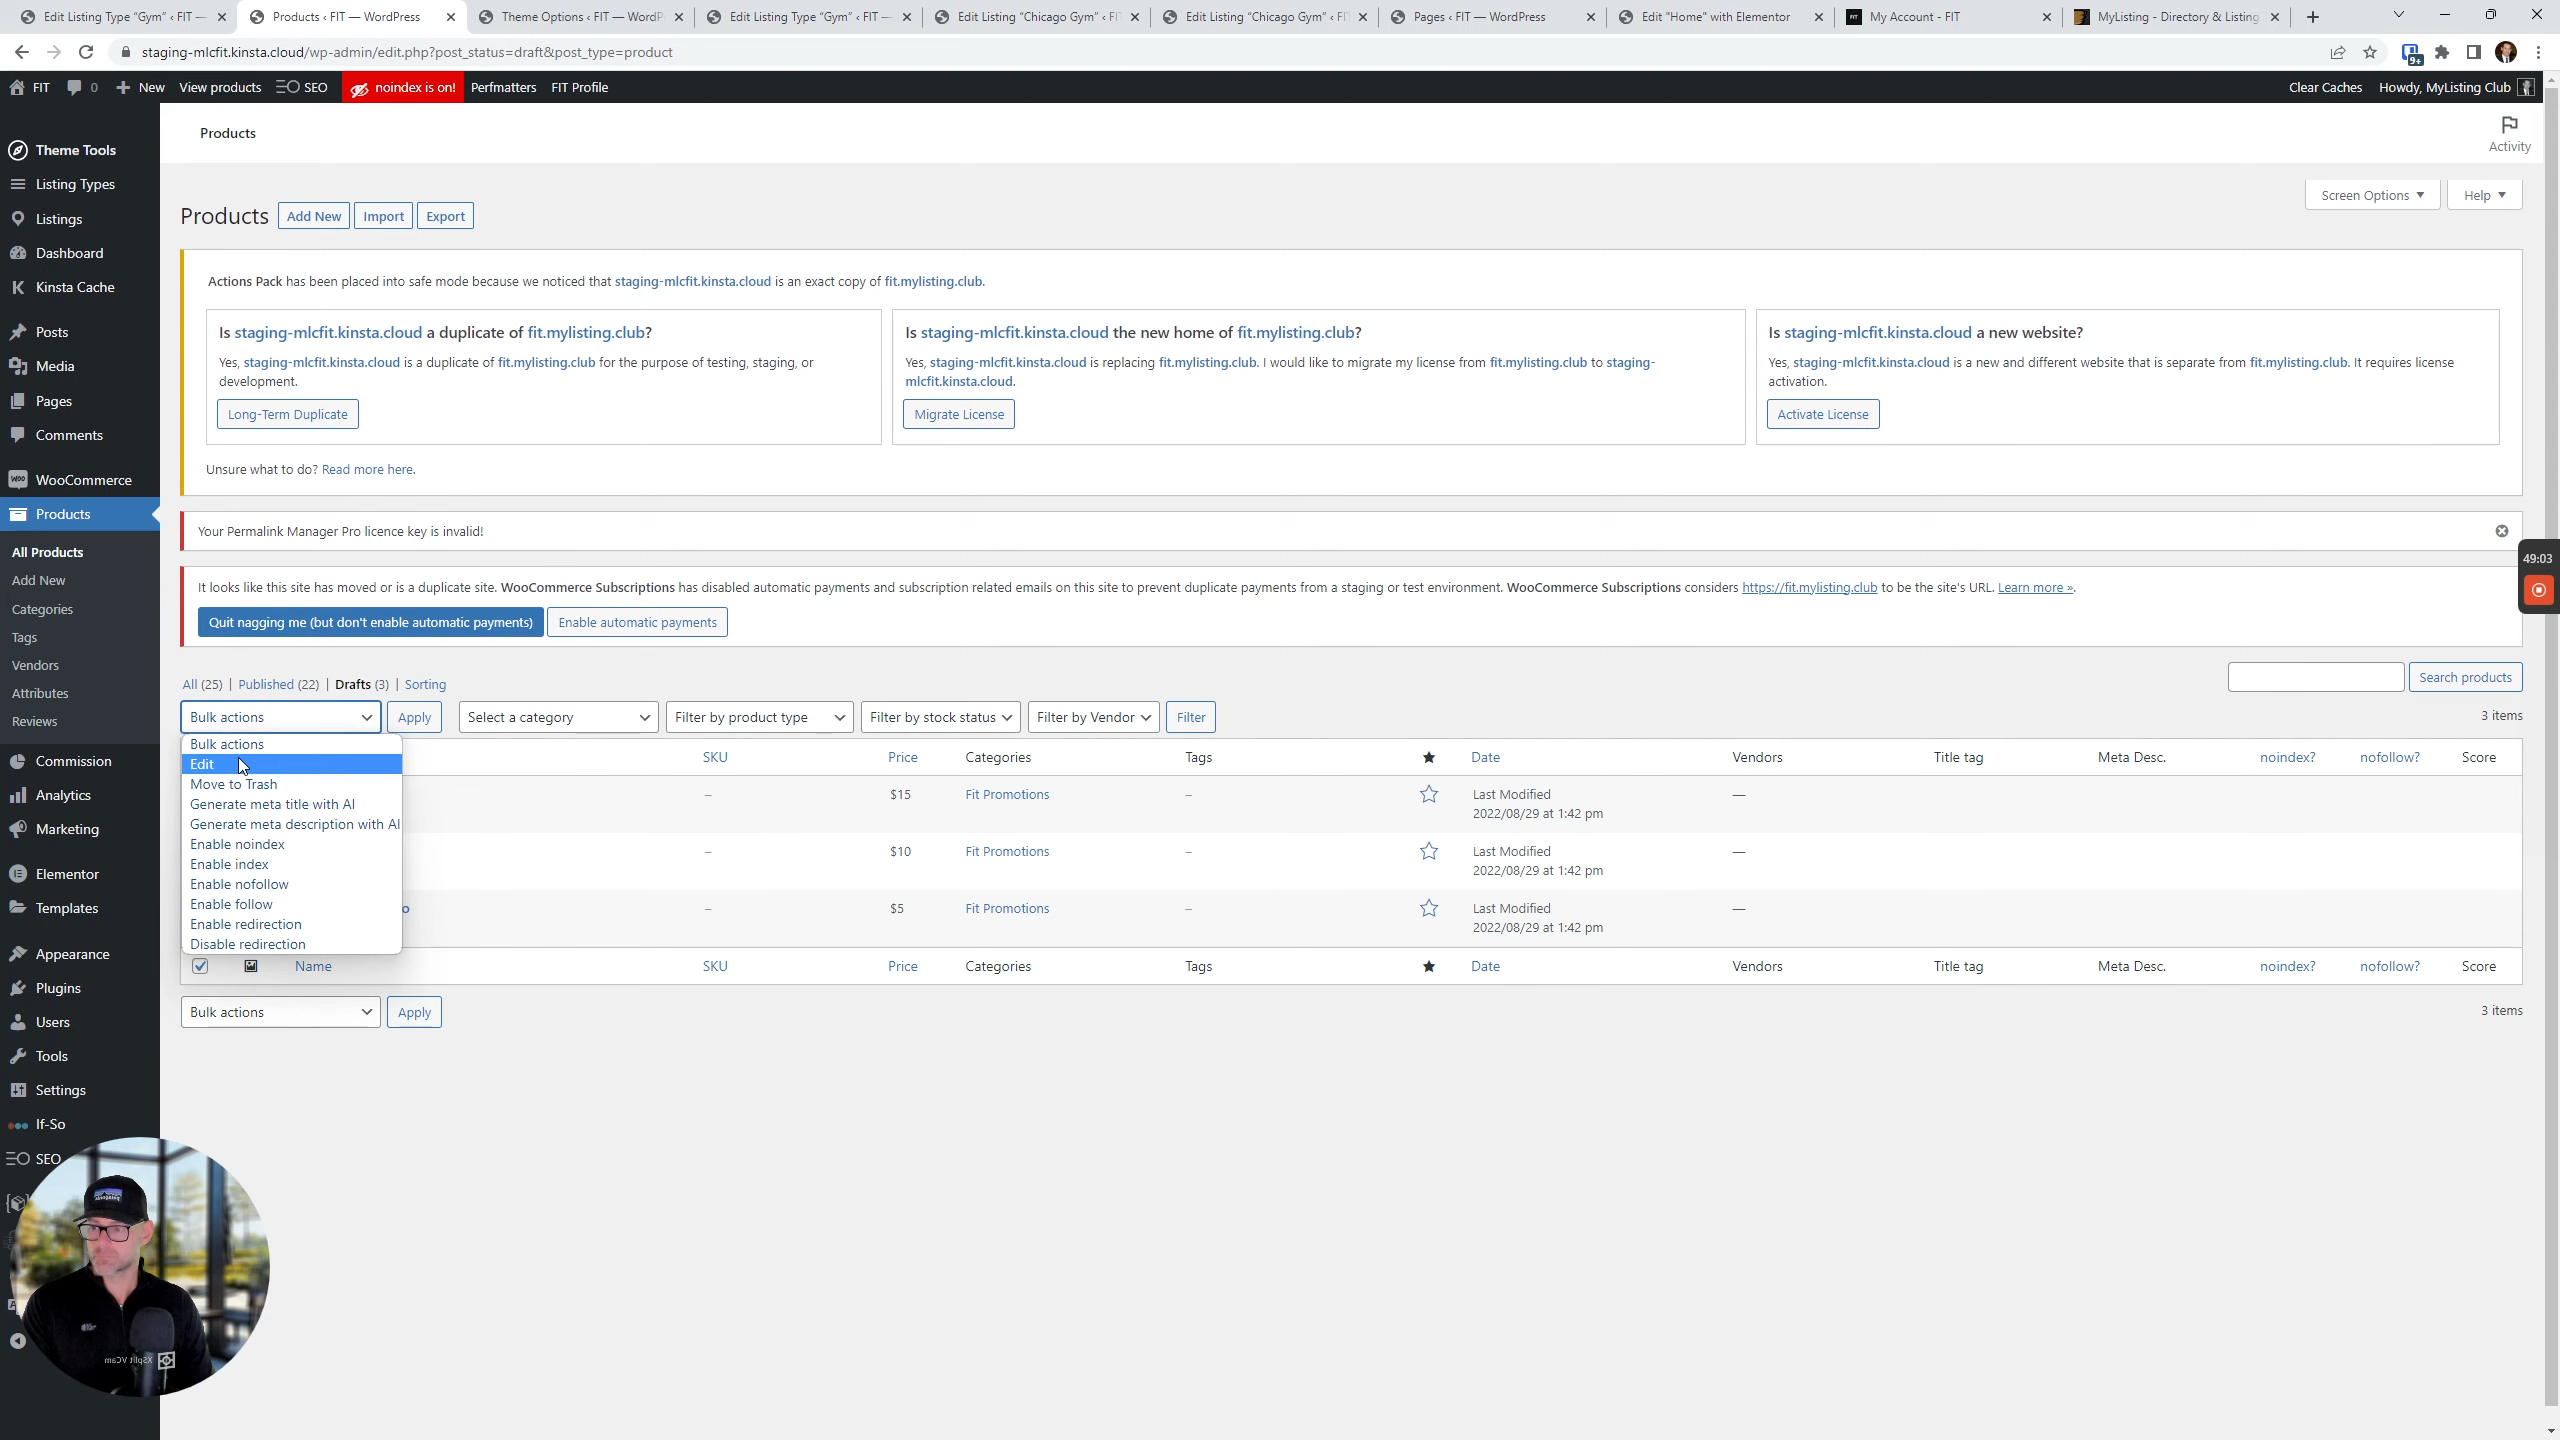 Edit Listing Type "Gym" ‹ FIT —
Products ‹ FIT — WordPress
Theme Options ‹ FIT — WordP
Edit Listing Type "Gym" ‹ FIT —
Edit Listing "Chicago Gym" ‹ FI
Edit Listing "Chicago Gym" ‹ FI
Pages ‹ FIT — WordPress
Edit "Home" with Elementor
My Account - FIT
MyListing - Directory & Listing
staging-mlcfit.kinsta.cloud/wp-admin/edit.php?post_status=draft&post_type=product
9+
FIT 0 New View products SEO noindex is on! Perfmatters FIT Profile
Clear Caches Howdy, MyListing Club
Theme Tools
Listing Types
Listings
Dashboard
Kinsta Cache
Posts
Media
Pages
Comments
WooCommerce
Products
All Products
Add New
Categories
Tags
Vendors
Attributes
Reviews
Commission
Analytics
Marketing
Elementor
Templates
Appearance
Plugins
Users
Tools
Settings
If-So
SEO
Products
Activity
Screen Options
Help
Products Add New Import Export
Actions Pack has been placed into safe mode because we noticed that staging-mlcfit.kinsta.cloud is an exact copy of fit.mylisting.club.
Is staging-mlcfit.kinsta.cloud a duplicate of fit.mylisting.club?
Yes, staging-mlcfit.kinsta.cloud is a duplicate of fit.mylisting.club for the purpose of testing, staging, or
development.
Long-Term Duplicate
Is staging-mlcfit.kinsta.cloud the new home of fit.mylisting.club?
Yes, staging-mlcfit.kinsta.cloud is replacing fit.mylisting.club. I would like to migrate my license from fit.mylisting.club to staging-
mlcfit.kinsta.cloud.
Migrate License
Is staging-mlcfit.kinsta.cloud a new website?
Yes, staging-mlcfit.kinsta.cloud is a new and different website that is separate from fit.mylisting.club. It requires license
activation.
Activate License
Unsure what to do? Read more here.
Your Permalink Manager Pro licence key is invalid!
49:03
It looks like this site has moved or is a duplicate site. WooCommerce Subscriptions has disabled automatic payments and subscription related emails on this site to prevent duplicate payments from a staging or test environment. WooCommerce Subscriptions considers https://fit.mylisting.club to be the site's URL. Learn more ».
Quit nagging me (but don't enable automatic payments) Enable automatic payments
All (25) | Published (22) | Drafts (3) | Sorting
Search products
Bulk actions Apply Select a category Filter by product type Filter by stock status Filter by Vendor Filter
3 items
Bulk actions
Edit
Move to Trash
Generate meta title with AI
Generate meta description with AI
Enable noindex
Enable index
Enable nofollow
Enable follow
Enable redirection
Disable redirection
SKU Price Categories Tags ★ Date Vendors Title tag Meta Desc. noindex? nofollow? Score
– $15 Fit Promotions – Last Modified —
2022/08/29 at 1:42 pm
– $10 Fit Promotions – Last Modified —
2022/08/29 at 1:42 pm
o – $5 Fit Promotions – Last Modified —
2022/08/29 at 1:42 pm
Name SKU Price Categories Tags ★ Date Vendors Title tag Meta Desc. noindex? nofollow? Score
Bulk actions Apply
3 items
XSplit VCam